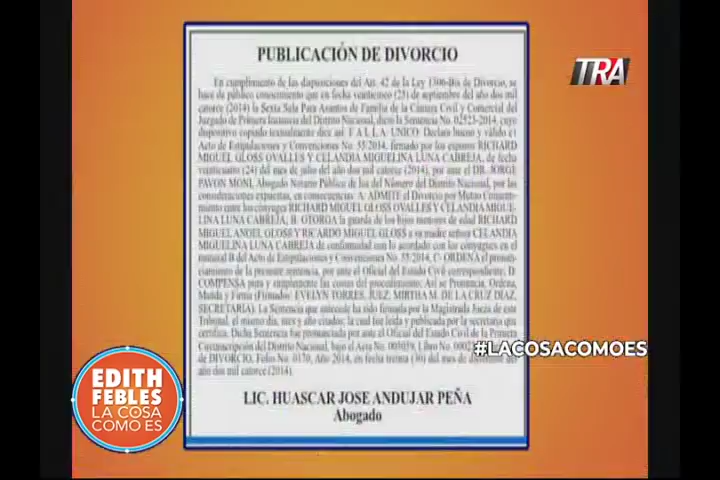 PUBLICACIÓN DE DIVORCIO
TRA
En cumplimiento de las disposiciones del Art. 42 de la Ley 1306-Bis de Divorcio, se
hace de público conocimiento que en fecha veinticinco (25) de septiembre del año dos mil
catorce (2014) la Sexta Sala Para Asuntos de Familia de la Cámara Civil y Comercial del
Juzgado de Primera Instancia del Distrito Nacional, dictó la Sentencia No. 02523-2014, cuyo
dispositivo copiado textualmente dice así: F A L L A: UNICO: Declara bueno y válido el
Acto de Estipulaciones y Convenciones No. 55/2014, firmado por los esposos RICHARD
MIGUEL GLOSS OVALLES Y CELANDIA MIGUELINA LUNA CABREJA, de fecha
veinticuatro (24) del mes de julio del año dos mil catorce (2014), por ante el DR. JORGE
PAVON MONI, Abogado Notario Público de los del Número del Distrito Nacional, por las
consideraciones expuestas, en consecuencias: A: ADMITE el Divorcio por Mutuo Consenti-
miento entre los cónyuges RICHARD MIGUEL GLOSS OVALLES Y CELANDIA MIGUE-
LINA LUNA CABREJA, B: OTORGA la guarda de los hijos menores de edad RICHARD
MIGUEL ANGEL GLOSS Y RICARDO MIGUEL GLOSS a su madre señora CELANDIA
MIGUELINA LUNA CABREJA de conformidad con lo acordado con los cónyuges en el
numeral B del Acto de Estipulaciones y Convenciones No. 55/2014, C: ORDENA el pronun-
ciamiento de la presente sentencia, por ante el Oficial del Estado Civil correspondiente; D:
COMPENSA pura y simplemente las costas del procedimiento; Así se Pronuncia, Ordena,
Manda y Firma (Firmados: EVELYN TORRES, JUEZ, MIRTHA M. DE LA CRUZ DIAZ,
SECRETARIA). La Sentencia que antecede ha sido firmada por la Magistrada Jueza de este
Tribunal, el mismo día, mes y año citados; la cual fue leída y publicada por la secretaria que
certifica. Dicha Sentencia fue pronunciada por ante el Oficial del Estado Civil de la Primera
Circunscripción del Distrito Nacional, bajo el Acta No. Libro No.
#LACOSACOMOES
de DIVORCIO, Folio No. 0170, Año 2014, en fecha treinta (30) del mes de del
año dos mil catorce (2014).
LIC. HUASCAR JOSE ANDUJAR PEÑA
Abogado
EDITH
FEBLES
LA COSA
COMO ES